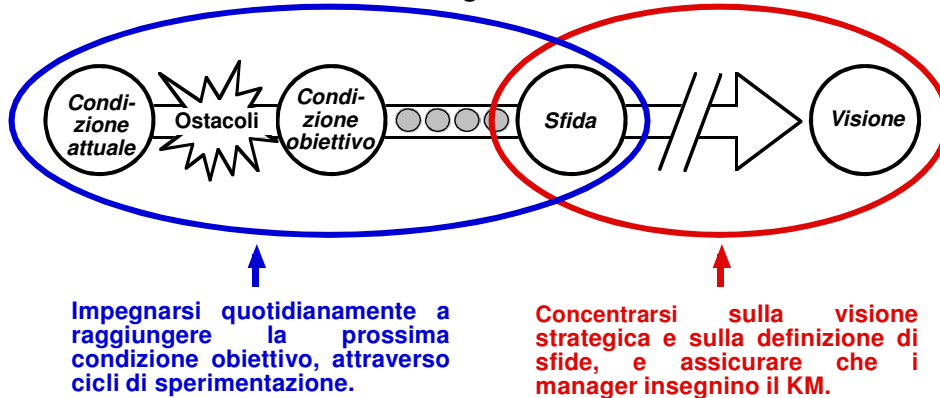 Condi-
zione
attuale
Ostacoli
Condi-
zione
obiettivo
Sfida
Visione
Impegnarsi quotidianamente a
raggiungere la prossima
condizione obiettivo, attraverso
cicli di sperimentazione.
Concentrarsi sulla visione
strategica e sulla definizione di
sfide, e assicurare che i
manager insegnino il KM.